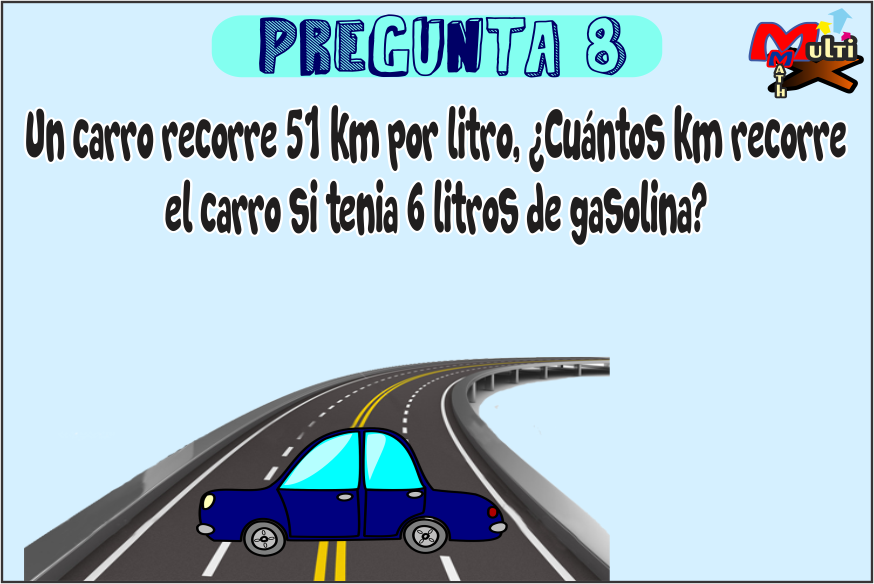 PREGUNTA 8
Multi
MATH
Un carro recorre 51 km por litro, ¿Cuántos km recorre
el carro si tenia 6 litros de gasolina?